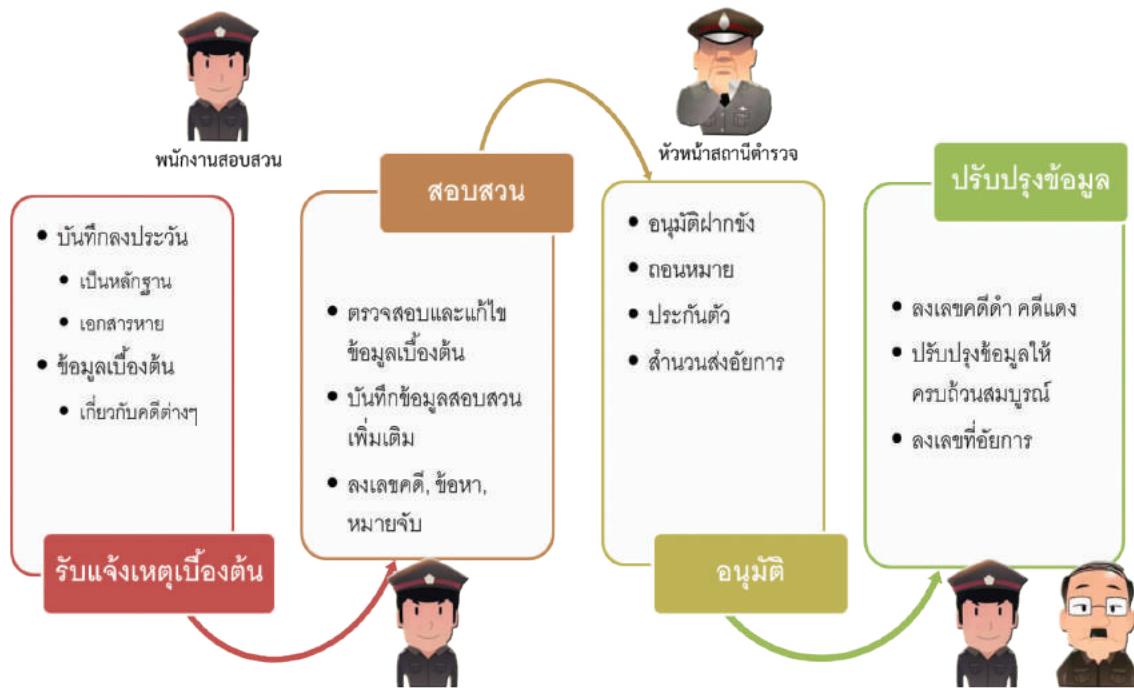 พนักงานสอบสวน
หัวหน้าสถานีตำรวจ
• บันทึกลงประวัน
• เป็นหลักฐาน
• เอกสารหาย
• ข้อมูลเบื้องต้น
• เกี่ยวกับคดีต่างๆ
รับแจ้งเหตุเบื้องต้น
สอบสวน
• ตรวจสอบและแก้ไข
ข้อมูลเบื้องต้น
• บันทึกข้อมูลสอบสวน
เพิ่มเติม
• ลงเลขคดี, ข้อหา,
หมายจับ
• อนุมัติฝากขัง
• ถอนหมาย
• ประกันตัว
• สำนวนส่งอัยการ
อนุมัติ
ปรับปรุงข้อมูล
• ลงเลขคดีดำ คดีแดง
• ปรับปรุงข้อมูลให้
ครบถ้วนสมบูรณ์
• ลงเลขที่อัยการ